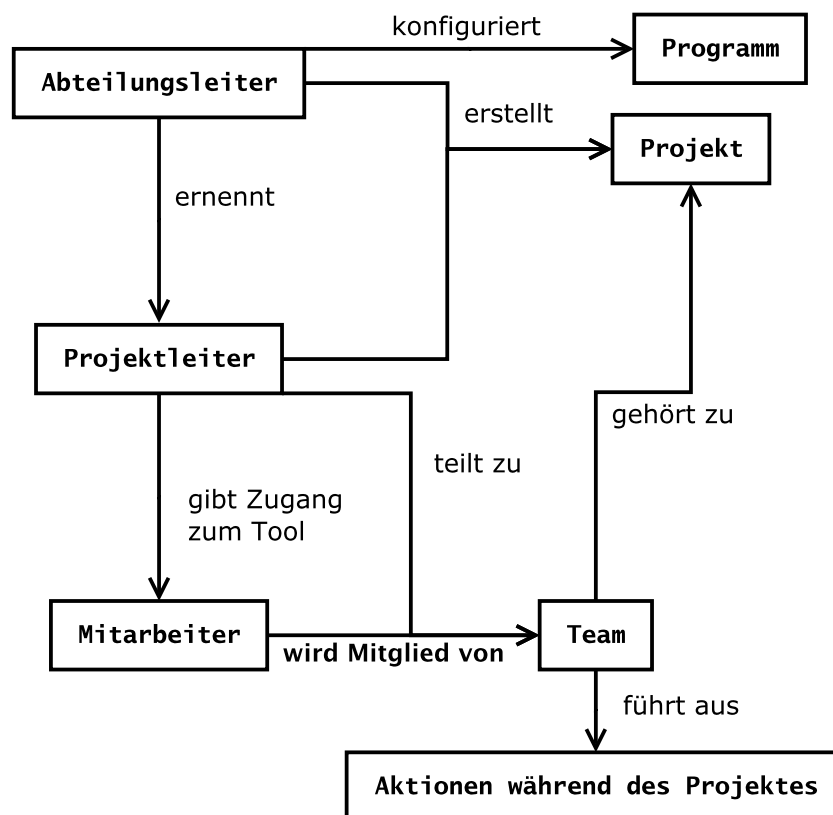 konfiguriert
Programm
Abteilungsleiter
erstellt
Projekt
ernennt
Projektleiter
gehört zu
teilt zu
gibt Zugang
zum Tool
Mitarbeiter
Team
wird Mitglied von
führt aus
Aktionen während des Projektes